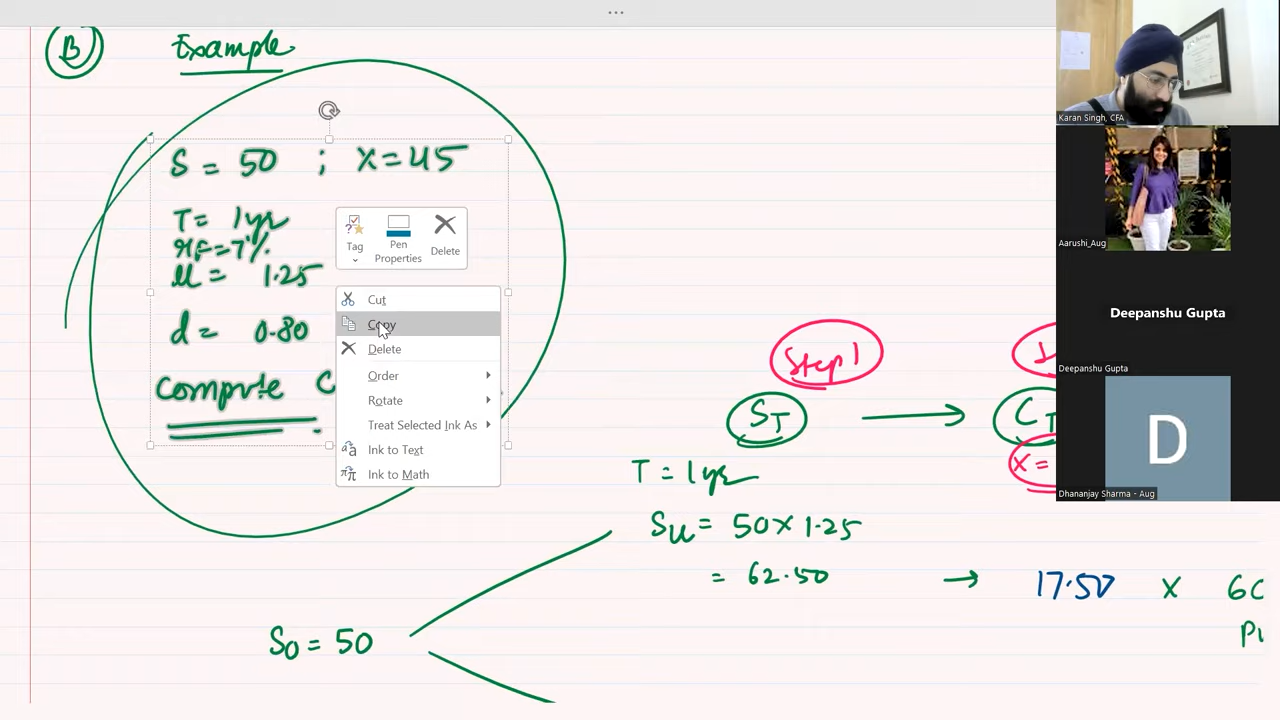 ...
B Example
S = 50 ; X = 45
T = 1yr
rf = 7%
u = 1.25
d = 0.80
Compute C
Tag
Pen Properties
Delete
Cut
Copy
Delete
Order
Rotate
Treat Selected Ink As
Ink to Text
Ink to Math
Step 1
ST → CT
X =
T = 1yr
Su = 50 X 1.25
= 62.50 → 17.50 X 60
S0 = 50
Karan Singh, CFA
Aarushi_Aug
Deepanshu Gupta
Deepanshu Gupta
D
Dhananjay Sharma - Aug